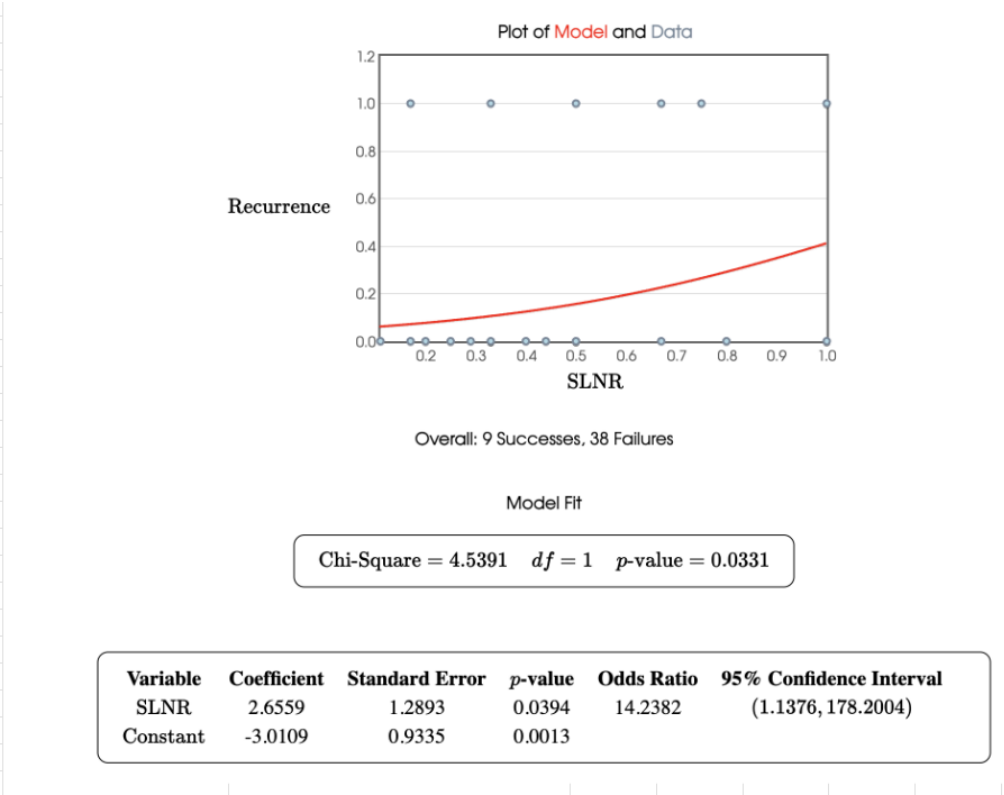 Plot of Model and Data
1.2
1.0
0.8
Recurrence
0.6
0.4
0.2
0.0
0.2 0.3 0.4 0.5 0.6 0.7 0.8 0.9 1.0
SLNR
Overall: 9 Successes, 38 Failures
Model Fit
Chi-Square = 4.5391 df = 1 p-value = 0.0331
Variable Coefficient Standard Error p-value Odds Ratio 95% Confidence Interval
SLNR 2.6559 1.2893 0.0394 14.2382 (1.1376, 178.2004)
Constant -3.0109 0.9335 0.0013